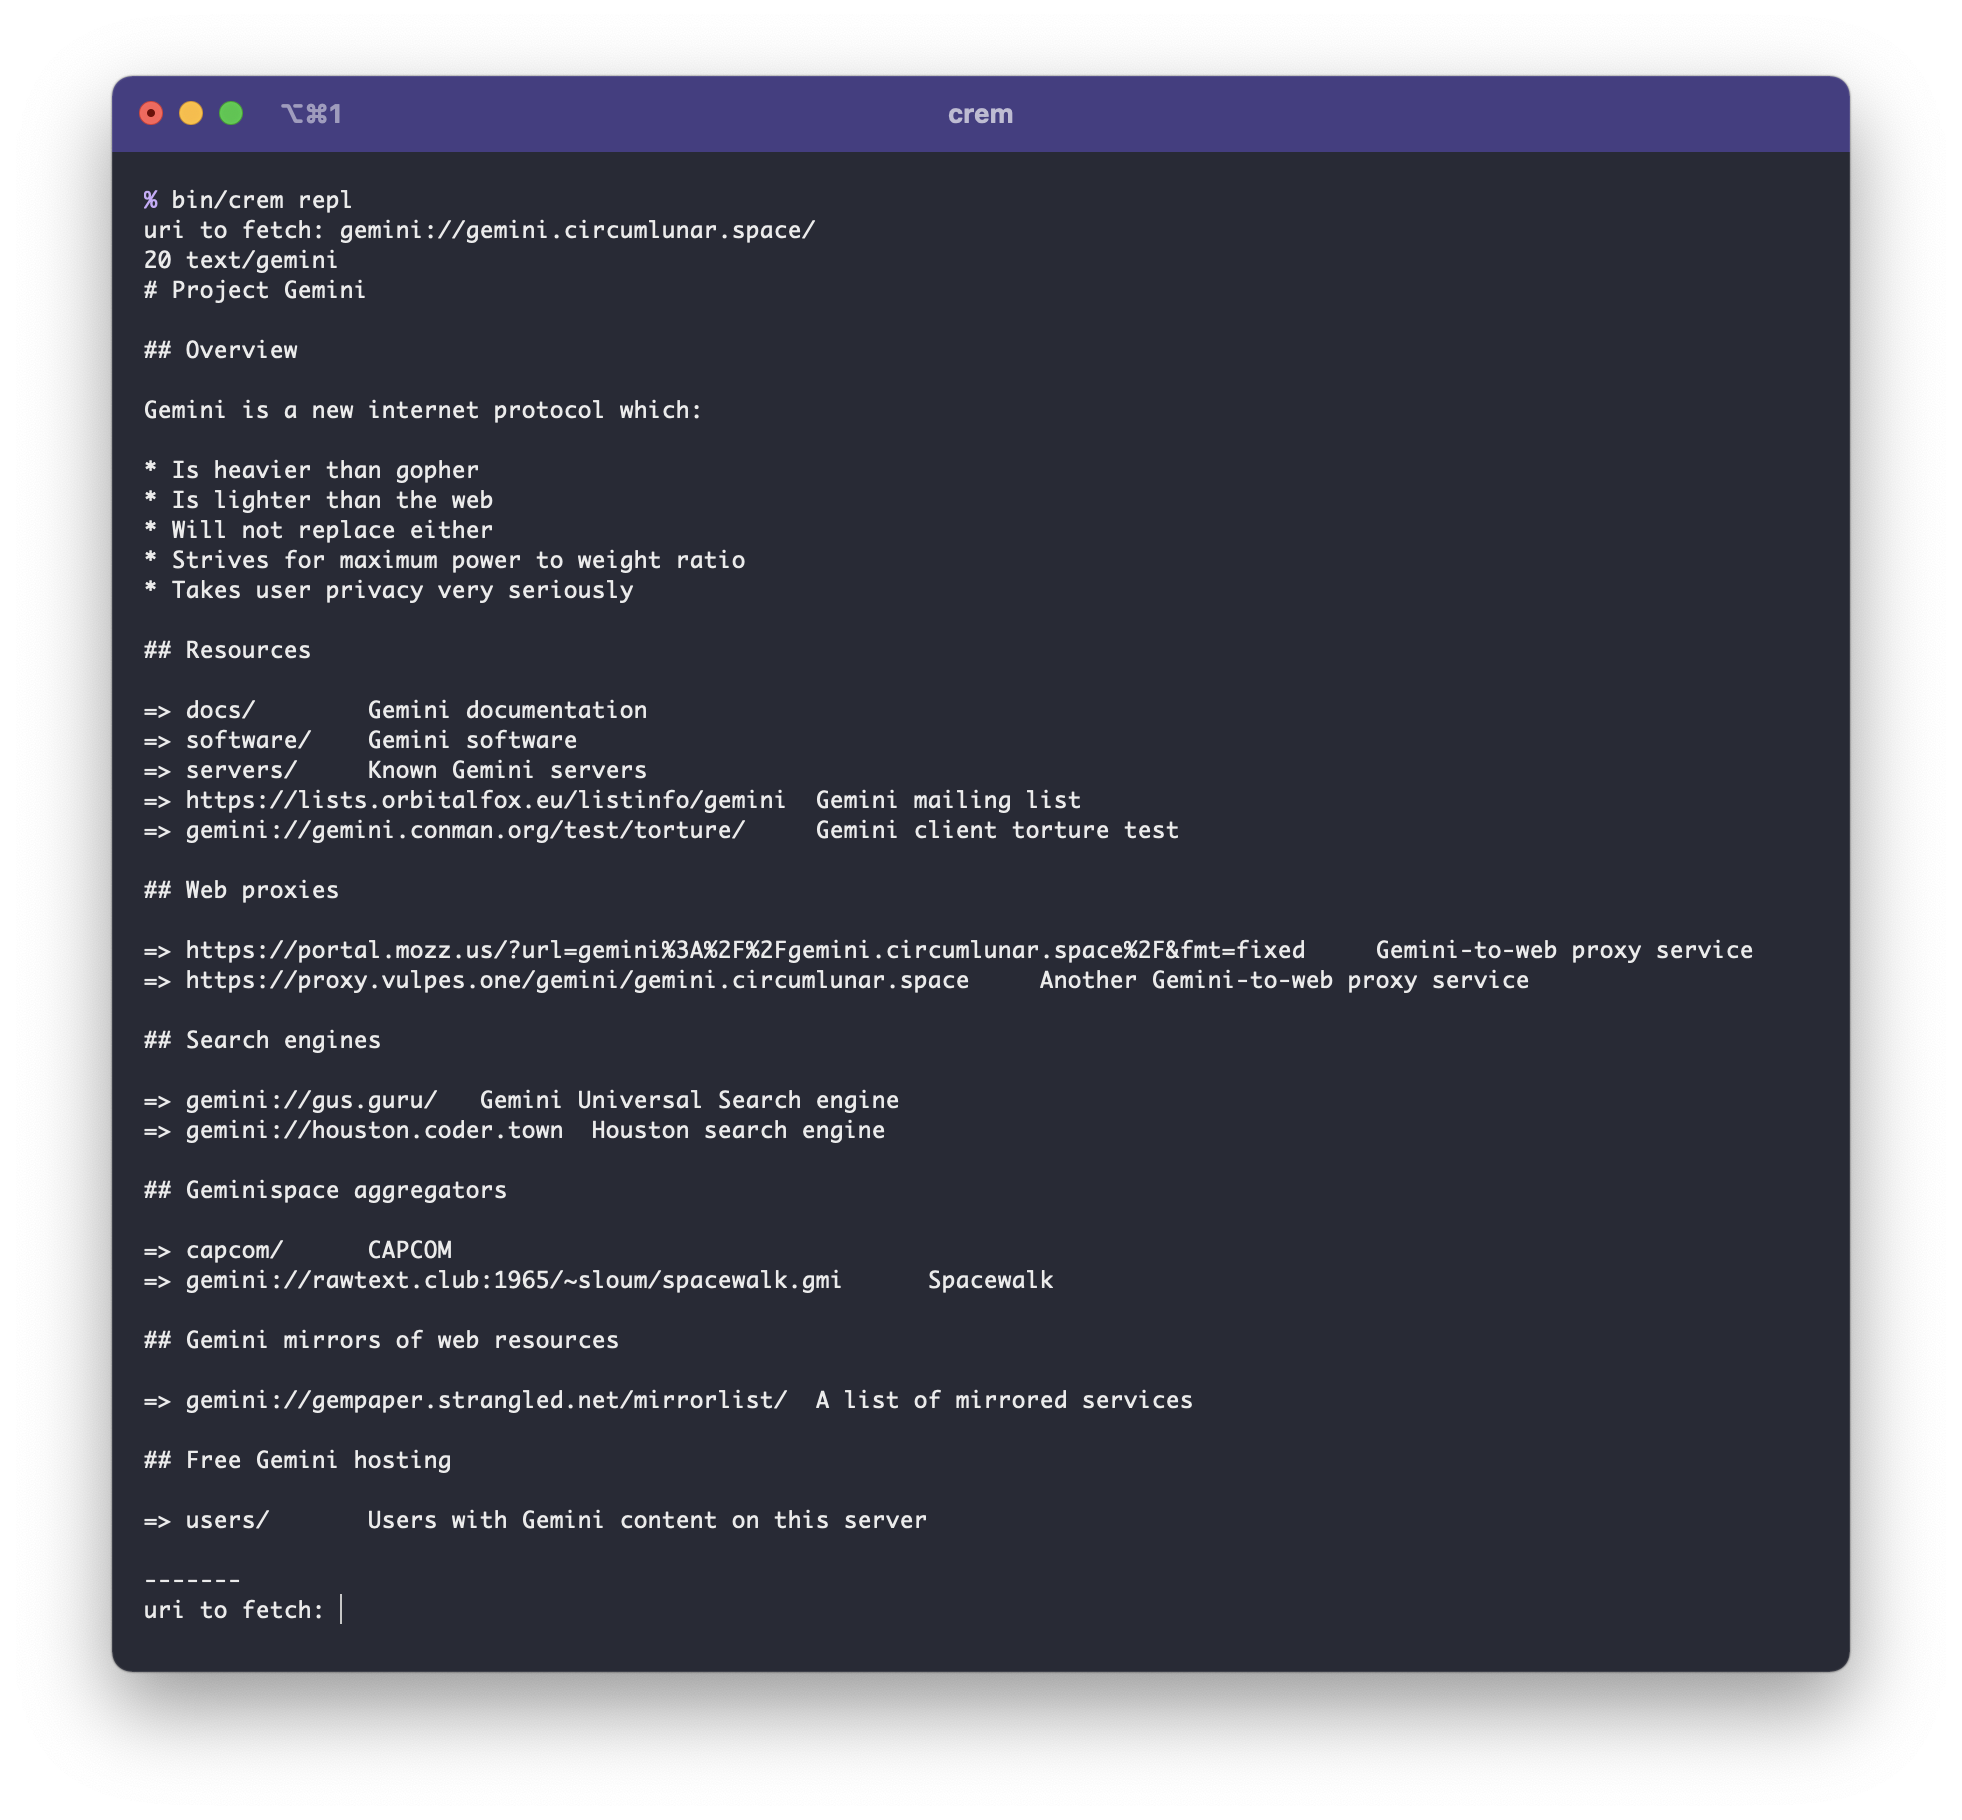 ⌥⌘1
crem
% bin/crem repl
uri to fetch: gemini://gemini.circumlunar.space/
20 text/gemini
# Project Gemini
## Overview
Gemini is a new internet protocol which:
* Is heavier than gopher
* Is lighter than the web
* Will not replace either
* Strives for maximum power to weight ratio
* Takes user privacy very seriously
## Resources
=> docs/        Gemini documentation
=> software/    Gemini software
=> servers/     Known Gemini servers
=> https://lists.orbitalfox.eu/listinfo/gemini  Gemini mailing list
=> gemini://gemini.conman.org/test/torture/     Gemini client torture test
## Web proxies
=> https://portal.mozz.us/?url=gemini%3A%2F%2Fgemini.circumlunar.space%2F&fmt=fixed     Gemini-to-web proxy service
=> https://proxy.vulpes.one/gemini/gemini.circumlunar.space     Another Gemini-to-web proxy service
## Search engines
=> gemini://gus.guru/   Gemini Universal Search engine
=> gemini://houston.coder.town  Houston search engine
## Geminispace aggregators
=> capcom/      CAPCOM
=> gemini://rawtext.club:1965/~sloum/spacewalk.gmi      Spacewalk
## Gemini mirrors of web resources
=> gemini://gempaper.strangled.net/mirrorlist/  A list of mirrored services
## Free Gemini hosting
=> users/       Users with Gemini content on this server
-------
uri to fetch: